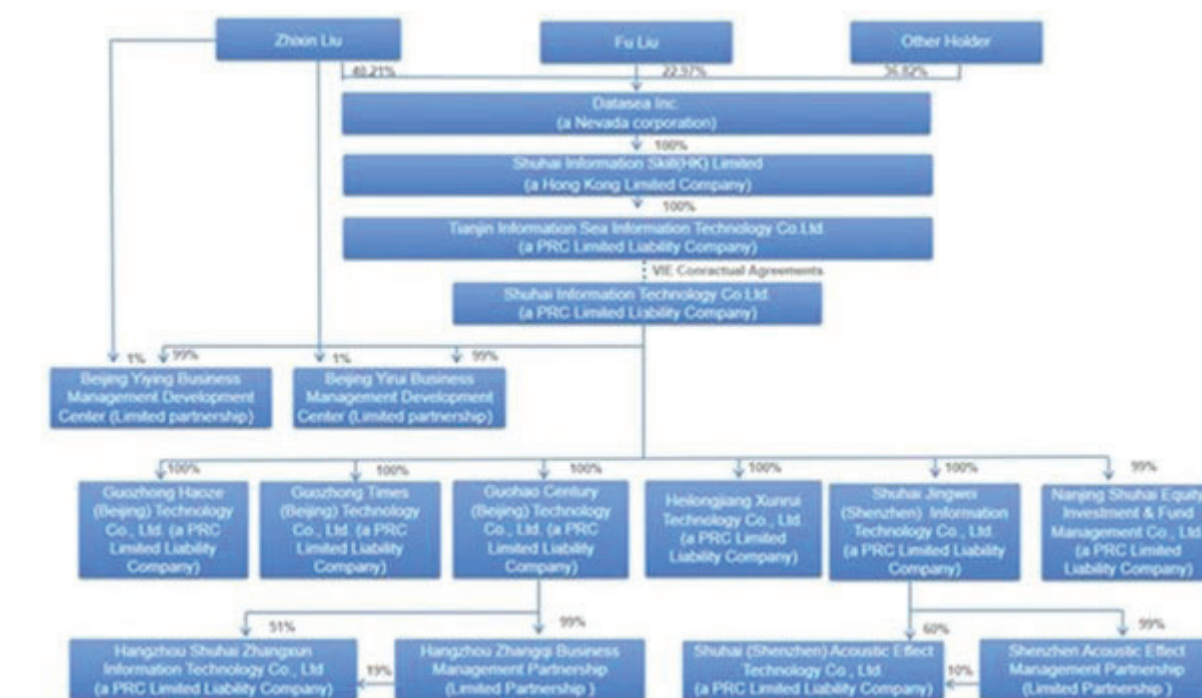 Zhixin Liu
Fu Liu
Other Holder
40.21%
22.97%
36.82%
Datasea Inc.
(a Nevada corporation)
100%
Shuhai Information Skill(HK) Limited
(a Hong Kong Limited Company)
100%
Tianjin Information Sea Information Technology Co.Ltd.
(a PRC Limited Liability Company)
VIE Conractual Agreements
Shuhai Information Technology Co.Ltd.
(a PRC Limited Liability Company)
1%
99%
1%
99%
Beijing Yiying Business
Management Development
Center (Limited partnership)
Beijing Yirui Business
Management Development
Center (Limited partnership)
100%
100%
100%
100%
100%
99%
Guozhong Haoze
(Beijing) Technology
Co., Ltd. (a PRC
Limited Liability
Company)
Guozhong Times
(Beijing) Technology
Co., Ltd. (a PRC
Limited Liability
Company)
Guohao Century
(Beijing) Technology
Co., Ltd. (a PRC
Limited Liability
Company)
Heilongjiang Xunrui
Technology Co., Ltd.
(a PRC Limited
Liability Company)
Shuhai Jingwei
(Shenzhen) Information
Technology Co., Ltd.
(a PRC Limited Liability
Company)
Nanjing Shuhai Equi
Investment & Fund
Management Co., Ltd
(a PRC Limited
Liability Company)
51%
99%
60%
99%
Hangzhou Shuhai Zhangxun
Information Technology Co., Ltd
(a PRC Limited Liability Company)
19%
Hangzhou Zhangqi Business
Management Partnership
(Limited Partnership )
Shuhai (Shenzhen) Acoustic Effect
Technology Co., Ltd.
(a PRC Limited Liability Company)
10%
Shenzhen Acoustic Effect
Management Partnership
(Limited Partnership )